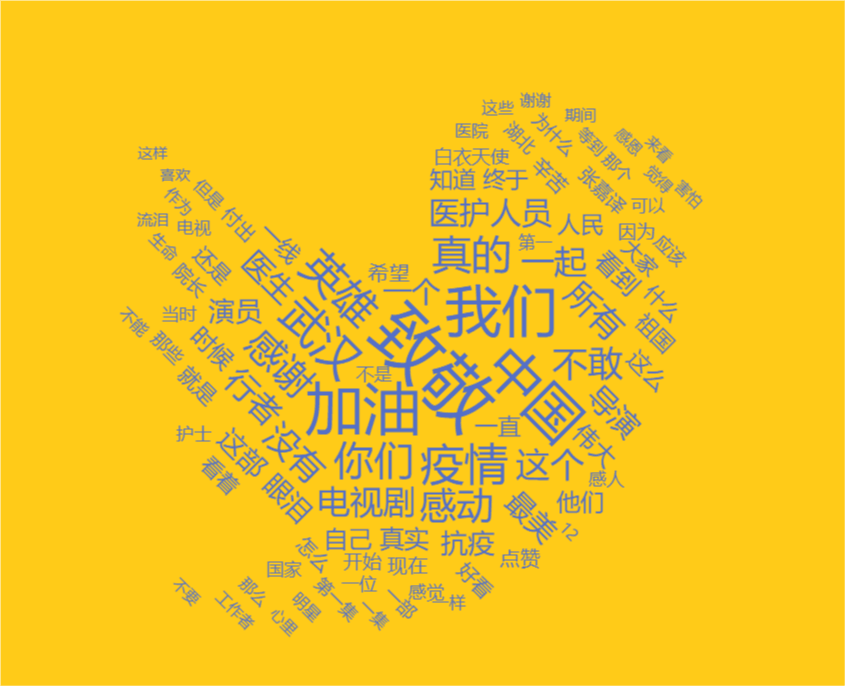 谢谢
这些
期间
为什么
等到
感恩
来看
医院
湖北
那个
觉得
害怕
这样
白衣天使
辛苦
张嘉译
喜欢
知道
终于
可以
作为
但是
医护人员
人民
因为
应该
流泪
电视
付出
第一
大家
生命
还是
一线
真的
一起
看到
什么
院长
医生
英雄
希望
一个
我们
所有
祖国
当时
演员
武汉
致敬
不能
那些
时候
感谢
不是
中国
不敢
这么
就是
行者
加油
一直
导演
护士
这部
没有
你们
疫情
这个
伟大
看着
眼泪
电视剧
感动
最美
他们
感人
自己
真实
抗疫
12
怎么
开始
现在
点赞
国家
一位
好看
不要
那么
第一集
一部
感觉
一样
工作者
心里
明星
一集